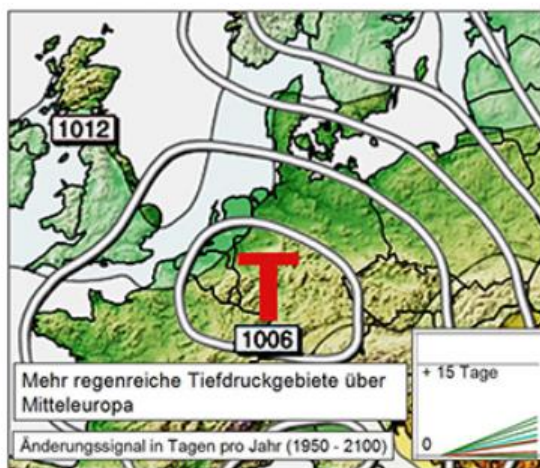 1012
T
1006
+ 15 Tage
Mehr regenreiche Tiefdruckgebiete über
Mitteleuropa
0
Änderungssignal in Tagen pro Jahr (1950 - 2100)